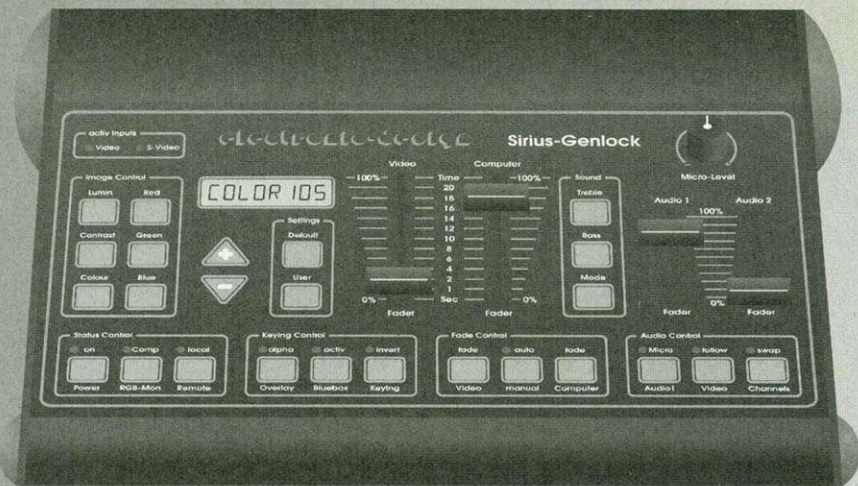 activ Inputs
Video S-Video
electronic-design
Sirius-Genlock
Micro-Level
Image Control
Lumin Red
Contrast Green
Colour Blue
COLOR 105
Settings
Default
User
Video Time Computer
100% 100%
20
18
16
14
12
10
8
6
4
2
1
0% Sec 0%
Fader Fader
Sound
Treble
Bass
Mode
Audio 1 Audio 2
100%
0%
Fader Fader
Status Control
on Comp local
Power RGB-Mon Remote
Keying Control
alpha activ invert
Overlay Bluebox Keying
Fade Control
fade auto fade
Video manual Computer
Audio Control
Micro follow swap
Audio1 Video Channels